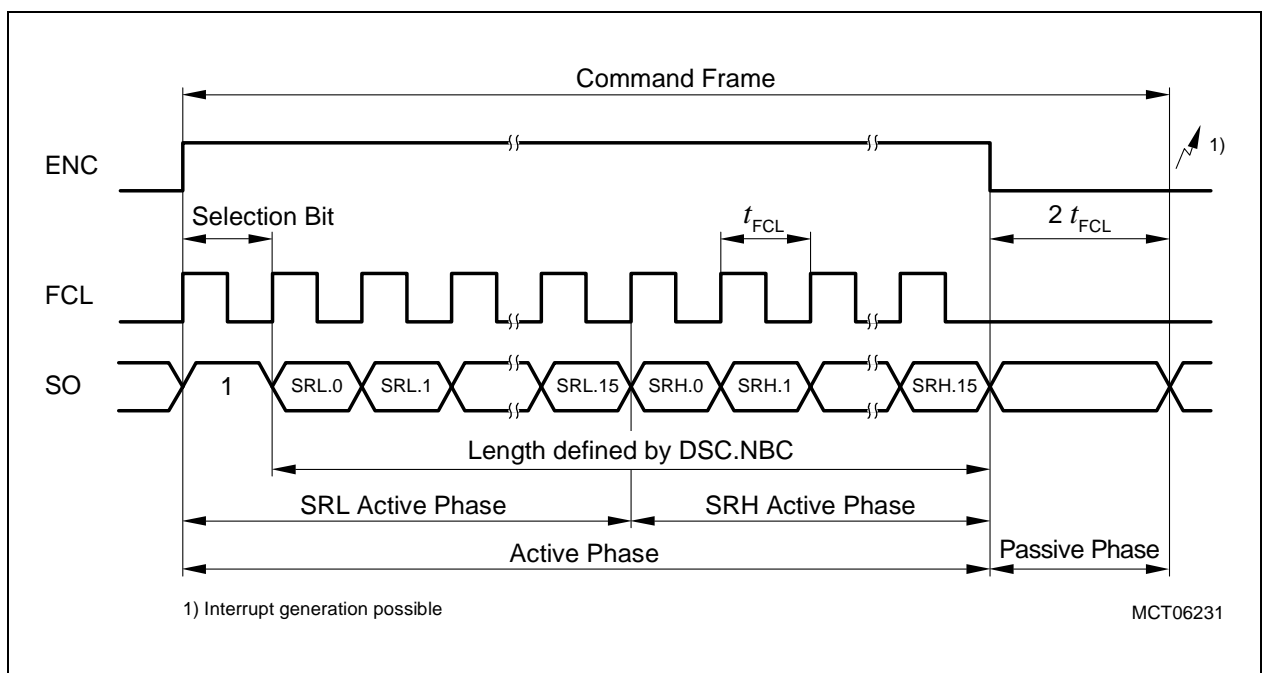 Command Frame
ENC
1)
Selection Bit
tFCL
2 tFCL
FCL
SO
1
SRL.0
SRL.1
SRL.15
SRH.0
SRH.1
SRH.15
Length defined by DSC.NBC
SRL Active Phase
SRH Active Phase
Active Phase
Passive Phase
1) Interrupt generation possible
MCT06231